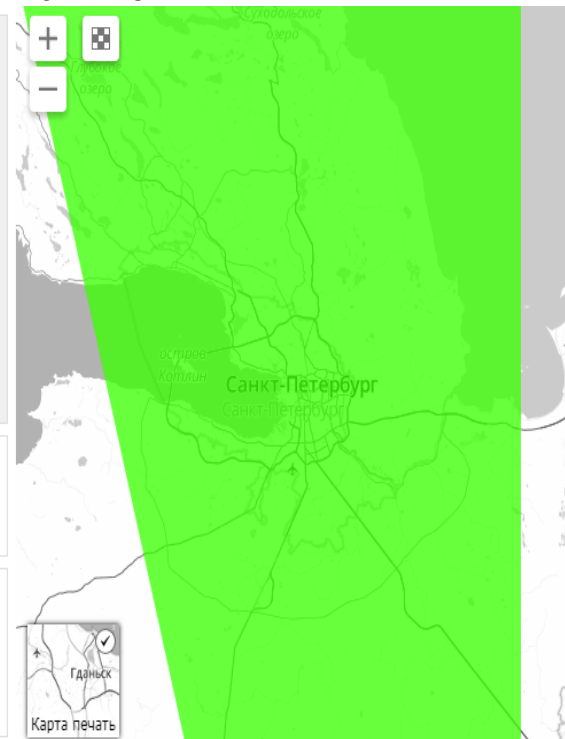 Суходольское
озеро
Глубокое
озеро
остров
Котлин
Санкт-Петербург
Санкт-Петербург
Гданьск
Карта печать